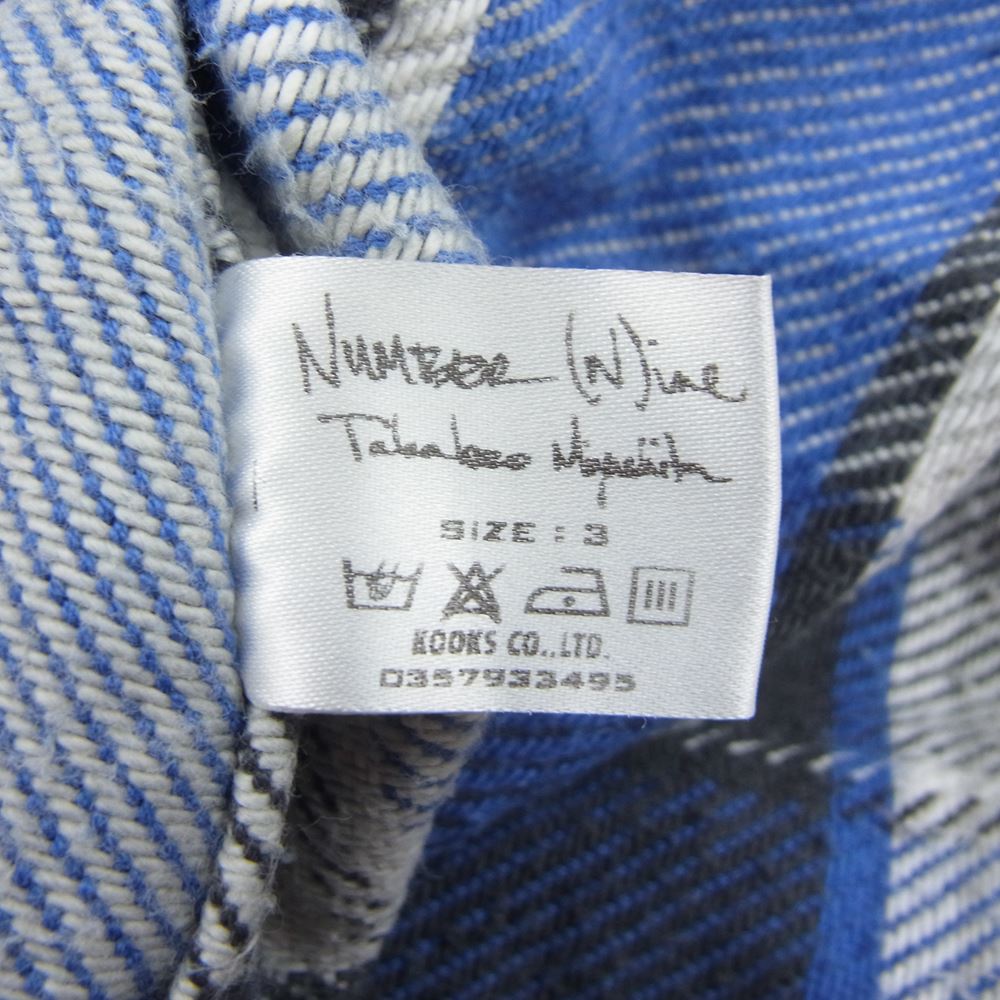 NUMBER (N)ine
Takahiro Miyashita
SIZE : 3
KOOKS CO.,LTD.
0357933495